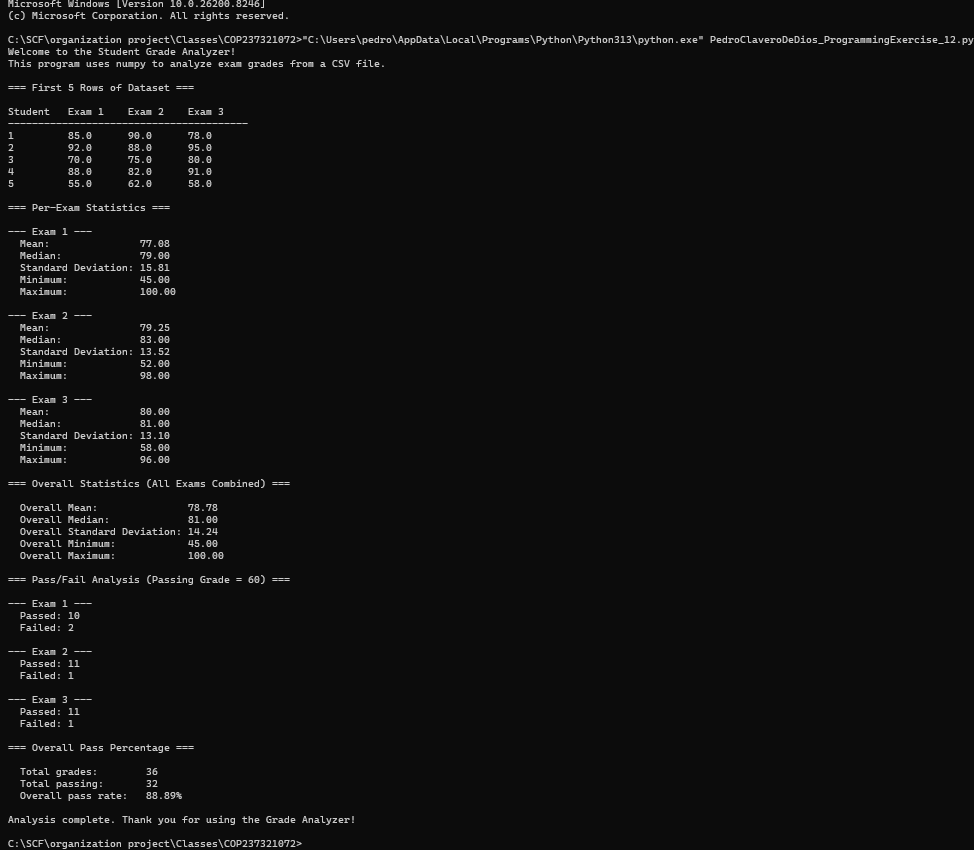 Microsoft Windows [Version 10.0.26200.8246]
(c) Microsoft Corporation. All rights reserved.
C:\SCF\organization project\Classes\COP237321072>"C:\Users\pedro\AppData\Local\Programs\Python\Python313\python.exe" PedroClaveroDeDios_ProgrammingExercise_12.py
Welcome to the Student Grade Analyzer!
This program uses numpy to analyze exam grades from a CSV file.
=== First 5 Rows of Dataset ===
Student   Exam 1    Exam 2    Exam 3
----------------------------------------
1         85.0      90.0      78.0
2         92.0      88.0      95.0
3         70.0      75.0      80.0
4         88.0      82.0      91.0
5         55.0      62.0      58.0
=== Per-Exam Statistics ===
--- Exam 1 ---
  Mean:               77.08
  Median:             79.00
  Standard Deviation: 15.81
  Minimum:            45.00
  Maximum:            100.00
--- Exam 2 ---
  Mean:               79.25
  Median:             83.00
  Standard Deviation: 13.52
  Minimum:            52.00
  Maximum:            98.00
--- Exam 3 ---
  Mean:               80.00
  Median:             81.00
  Standard Deviation: 13.10
  Minimum:            58.00
  Maximum:            96.00
=== Overall Statistics (All Exams Combined) ===
  Overall Mean:               78.78
  Overall Median:             81.00
  Overall Standard Deviation: 14.24
  Overall Minimum:            45.00
  Overall Maximum:            100.00
=== Pass/Fail Analysis (Passing Grade = 60) ===
--- Exam 1 ---
  Passed: 10
  Failed: 2
--- Exam 2 ---
  Passed: 11
  Failed: 1
--- Exam 3 ---
  Passed: 11
  Failed: 1
=== Overall Pass Percentage ===
  Total grades:        36
  Total passing:       32
  Overall pass rate:   88.89%
Analysis complete. Thank you for using the Grade Analyzer!
C:\SCF\organization project\Classes\COP237321072>